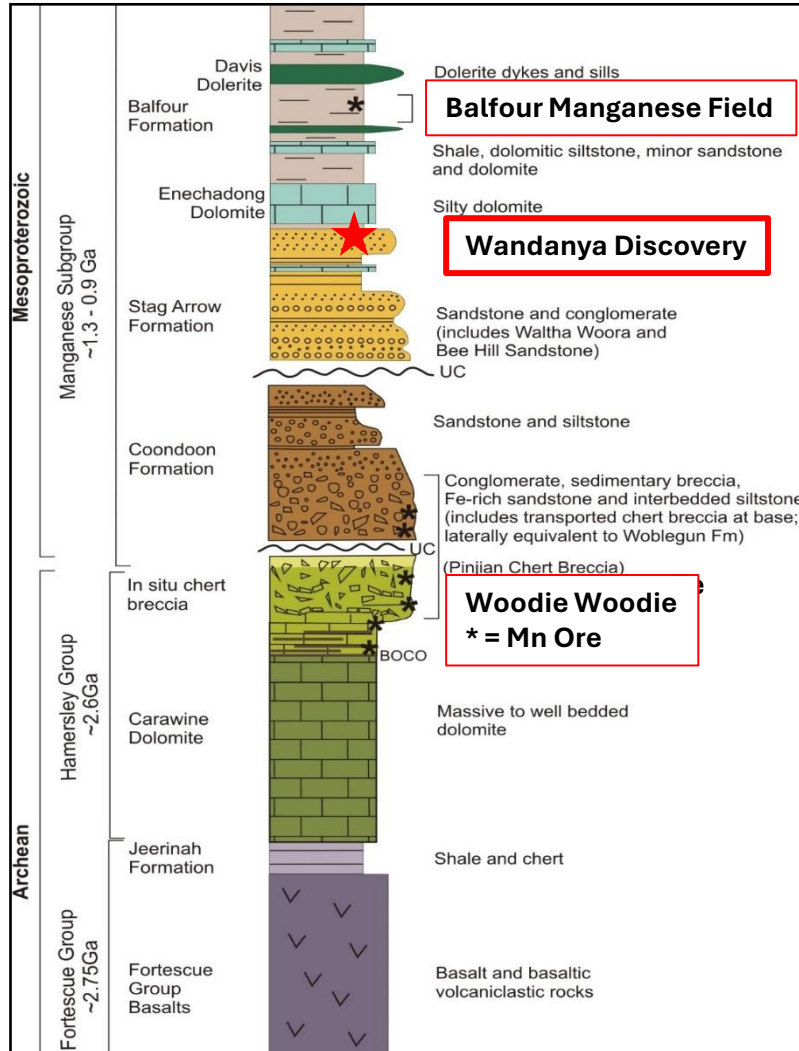 Mesoproterozoic
Archean
Manganese Subgroup
~1.3 - 0.9 Ga
Hamersley Group
~2.6Ga
Fortescue Group
~2.75Ga
Davis
Dolerite
Dolerite dykes and sills
Balfour
Formation
*
Balfour Manganese Field
Shale, dolomitic siltstone, minor sandstone
and dolomite
Enechadong
Dolomite
Silty dolomite
Wandanya Discovery
Stag Arrow
Formation
Sandstone and conglomerate
(includes Waltha Woora and
Bee Hill Sandstone)
UC
Sandstone and siltstone
Coondoon
Formation
Conglomerate, sedimentary breccia,
Fe-rich sandstone and interbedded siltstone
(includes transported chert breccia at base;
laterally equivalent to Woblegun Fm)
*
*
UC
(Pinjian Chert Breccia)
In situ chert
breccia
*
*
*
*
Woodie Woodie
* = Mn Ore
BOCO
Carawine
Dolomite
Massive to well bedded
dolomite
Jeerinah
Formation
Shale and chert
Fortescue
Group
Basalts
Basalt and basaltic
volcaniclastic rocks